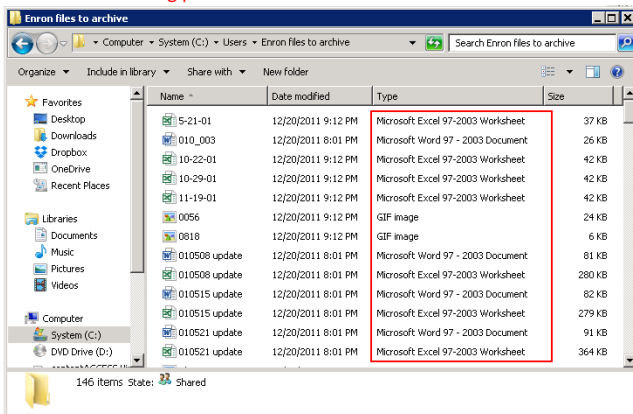 Enron files to archive
Computer System (C:) Users Enron files to archive Search Enron files to archive
Organize Include in library Share with New folder
Favorites
Desktop
Downloads
Dropbox
OneDrive
Recent Places
Libraries
Documents
Music
Pictures
Videos
Computer
System (C:)
DVD Drive (D:)
Name Date modified Type Size
5-21-01 12/20/2011 9:12 PM Microsoft Excel 97-2003 Worksheet 37 KB
010_003 12/20/2011 8:01 PM Microsoft Word 97 - 2003 Document 26 KB
10-22-01 12/20/2011 9:12 PM Microsoft Excel 97-2003 Worksheet 42 KB
10-29-01 12/20/2011 9:12 PM Microsoft Excel 97-2003 Worksheet 42 KB
11-19-01 12/20/2011 9:12 PM Microsoft Excel 97-2003 Worksheet 42 KB
0056 12/20/2011 9:12 PM GIF image 24 KB
0818 12/20/2011 9:12 PM GIF image 6 KB
010508 update 12/20/2011 8:01 PM Microsoft Word 97 - 2003 Document 81 KB
010508 update 12/20/2011 8:01 PM Microsoft Excel 97-2003 Worksheet 280 KB
010515 update 12/20/2011 8:01 PM Microsoft Word 97 - 2003 Document 82 KB
010515 update 12/20/2011 8:01 PM Microsoft Excel 97-2003 Worksheet 279 KB
010521 update 12/20/2011 8:01 PM Microsoft Word 97 - 2003 Document 91 KB
010521 update 12/20/2011 8:01 PM Microsoft Excel 97-2003 Worksheet 364 KB
146 items State: Shared